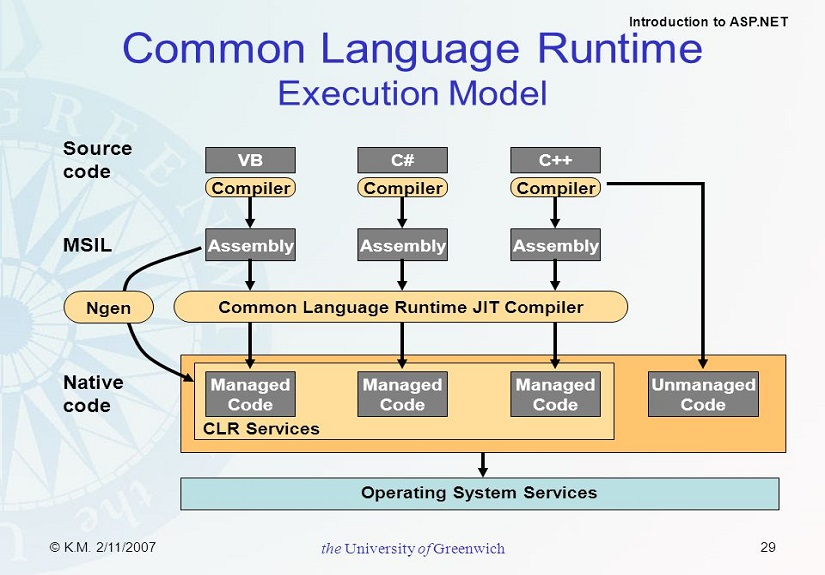 Introduction to ASP.NET
Common Language Runtime
Execution Model
Source
code
VB
C#
C++
Compiler
Compiler
Compiler
MSIL
Assembly
Assembly
Assembly
Ngen
Common Language Runtime JIT Compiler
Native
code
Managed
Code
Managed
Code
Managed
Code
Unmanaged
Code
CLR Services
Operating System Services
© K.M. 2/11/2007
the University of Greenwich
29